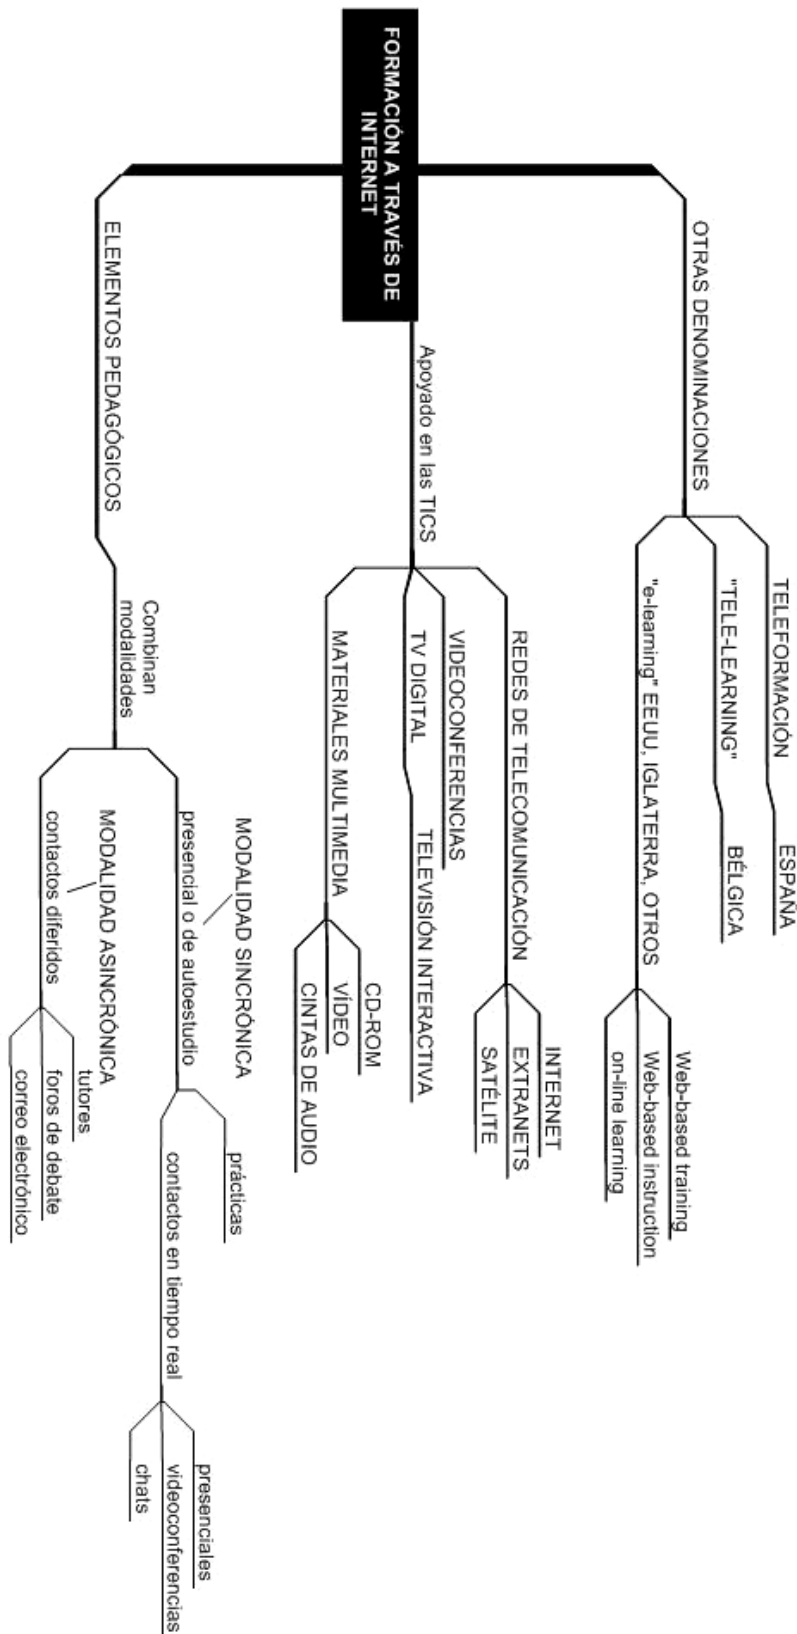 FORMACIÓN A TRAVÉS DE
INTERNET
OTRAS DENOMINACIONES
TELEFORMACIÓN
ESPAÑA
"TELE-LEARNING"
BÉLGICA
"e-learning" EEUU, IGLATERRA, OTROS
Web-based training
Web-based instruction
on-line learning
Apoyado en las TICS
REDES DE TELECOMUNICACIÓN
INTERNET
EXTRANETS
SATÉLITE
VIDEOCONFERENCIAS
TV DIGITAL
TELEVISIÓN INTERACTIVA
MATERIALES MULTIMEDIA
CD-ROM
VÍDEO
CINTAS DE AUDIO
ELEMENTOS PEDAGÓGICOS
Combinan
modalidades
MODALIDAD SINCRÓNICA
presencial o de autoestudio
prácticas
contactos en tiempo real
presenciales
videoconferencias
chats
MODALIDAD ASINCRÓNICA
contactos diferidos
tutores
foros de debate
correo electrónico